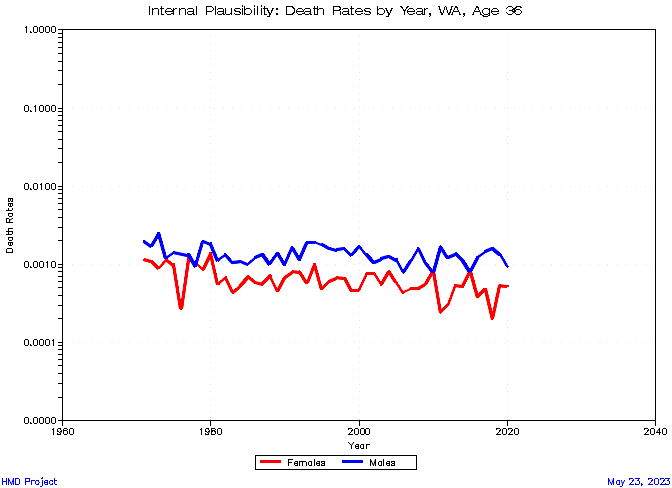 Internal Plausibility: Death Rates by Year, WA, Age 36
1.0000
0.1000
0.0100
0.0010
0.0001
0.0000
Death Rates
1960
1980
2000
2020
2040
Year
Females
Males
HMD Project
May 23, 2023